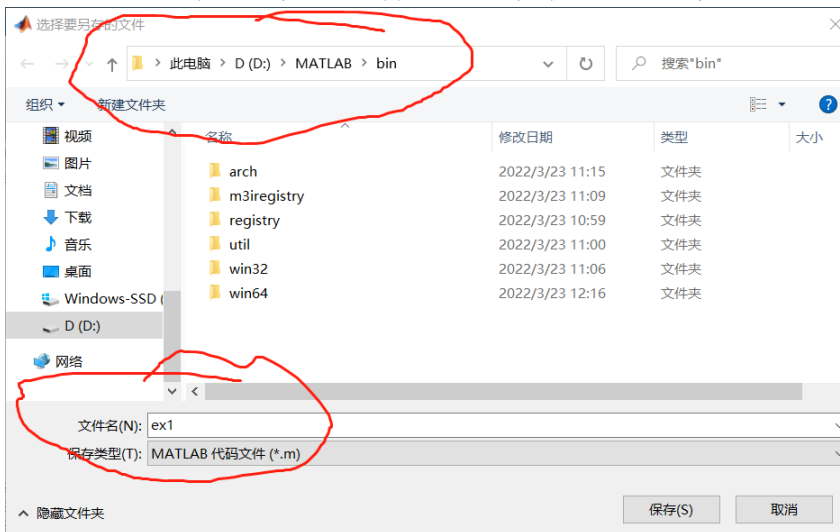 选择要另存的文件
此电脑 > D (D:) > MATLAB > bin
搜索"bin"
组织 新建文件夹
名称 修改日期 类型 大小
视频
图片
文档
下载
音乐
桌面
Windows-SSD (
D (D:)
网络
arch 2022/3/23 11:15 文件夹
m3iregistry 2022/3/23 11:09 文件夹
registry 2022/3/23 10:59 文件夹
util 2022/3/23 11:00 文件夹
win32 2022/3/23 11:06 文件夹
win64 2022/3/23 12:16 文件夹
文件名(N): ex1
保存类型(T): MATLAB 代码文件 (*.m)
隐藏文件夹
保存(S) 取消